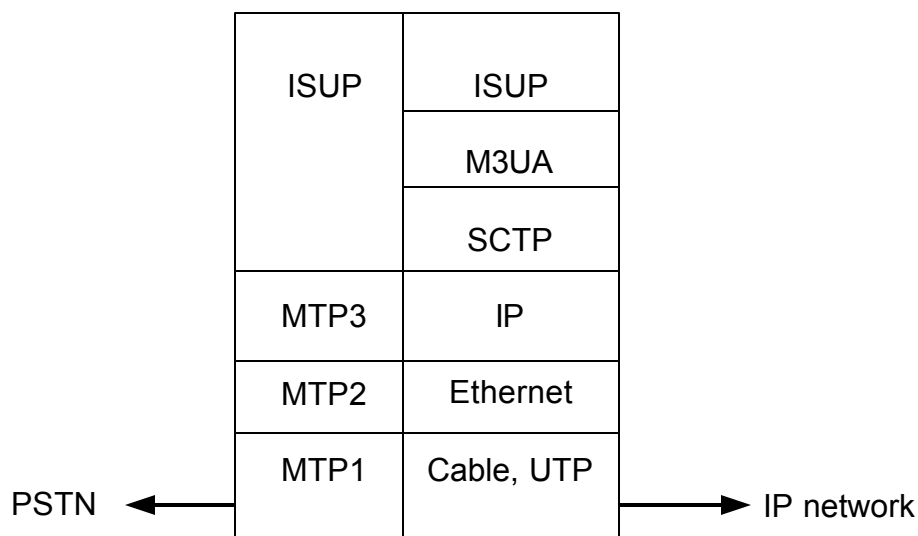 ISUP ISUP
M3UA
SCTP
MTP3 IP
MTP2 Ethernet
MTP1 Cable, UTP
PSTN IP network